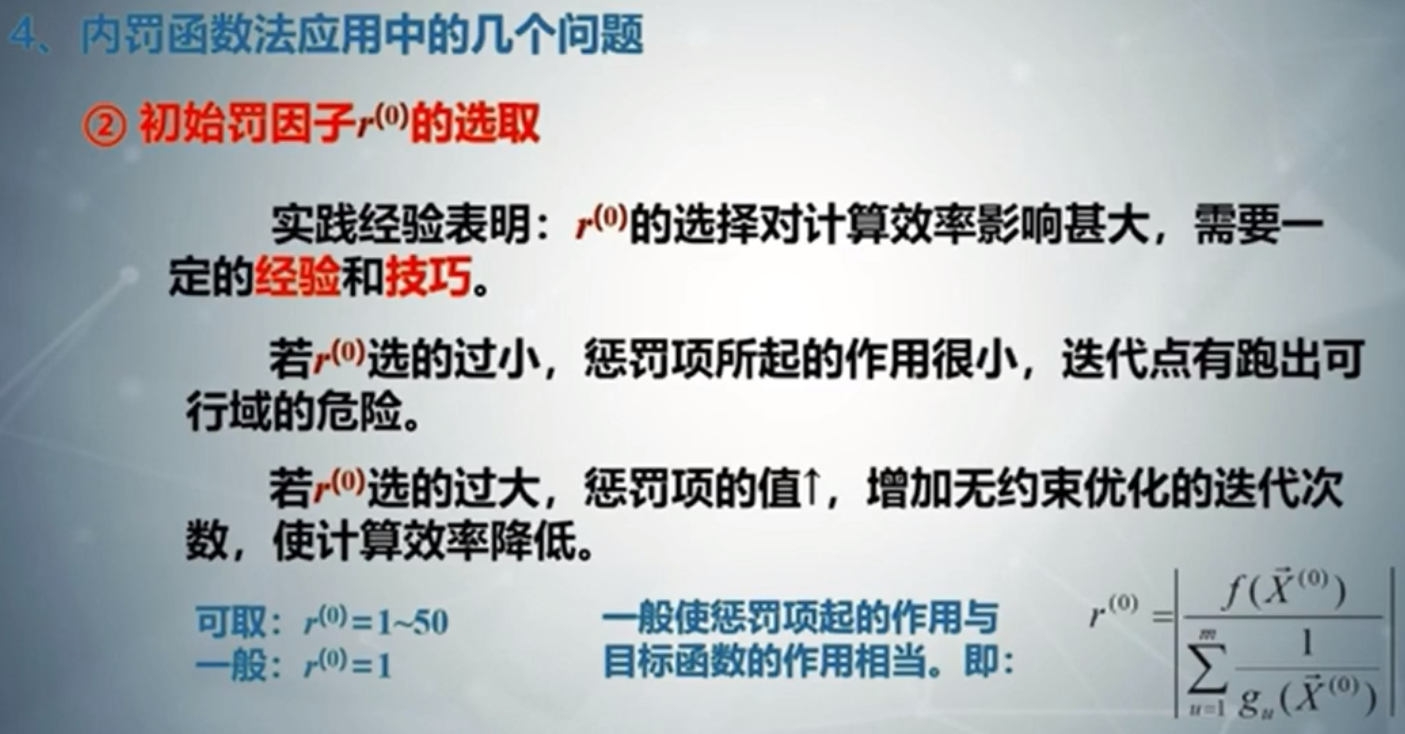 4、内罚函数法应用中的几个问题
② 初始罚因子r⁽⁰⁾的选取
实践经验表明：r⁽⁰⁾的选择对计算效率影响甚大，需要一
定的经验和技巧。
若r⁽⁰⁾选的过小，惩罚项所起的作用很小，迭代点有跑出可
行域的危险。
若r⁽⁰⁾选的过大，惩罚项的值↑，增加无约束优化的迭代次
数，使计算效率降低。
可取：r⁽⁰⁾=1~50
一般：r⁽⁰⁾=1
一般使惩罚项起的作用与
目标函数的作用相当。即：
r^{(0)} = \left| \frac{f(\vec{X}^{(0)})}{\sum_{u=1}^{m} \frac{1}{g_u(\vec{X}^{(0)})}} \right|